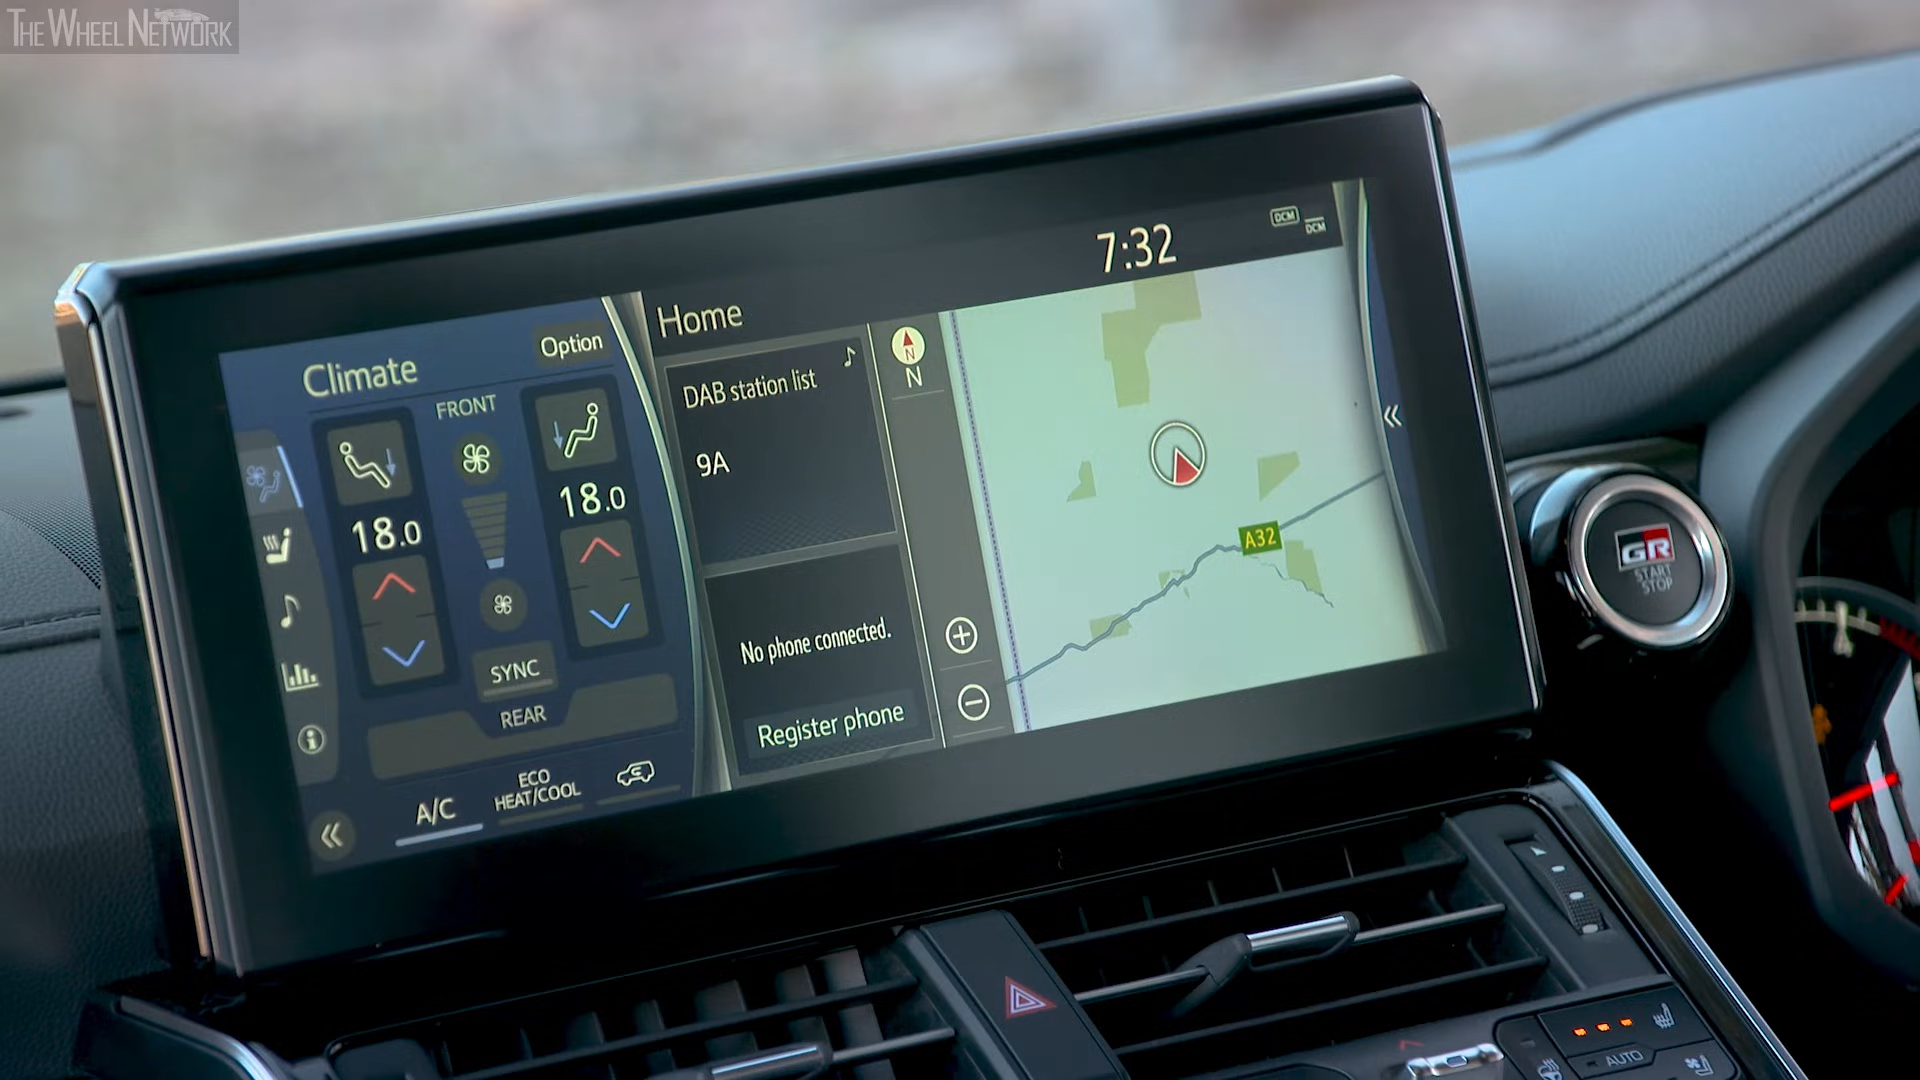 THE WHEEL NETWORK
7:32
DCM
DCM
Home
Climate
Option
FRONT
18.0
18.0
SYNC
REAR
A/C
ECO
HEAT/COOL
DAB station list
9A
No phone connected.
Register phone
N
N
A32
GR
START
STOP
AUTO